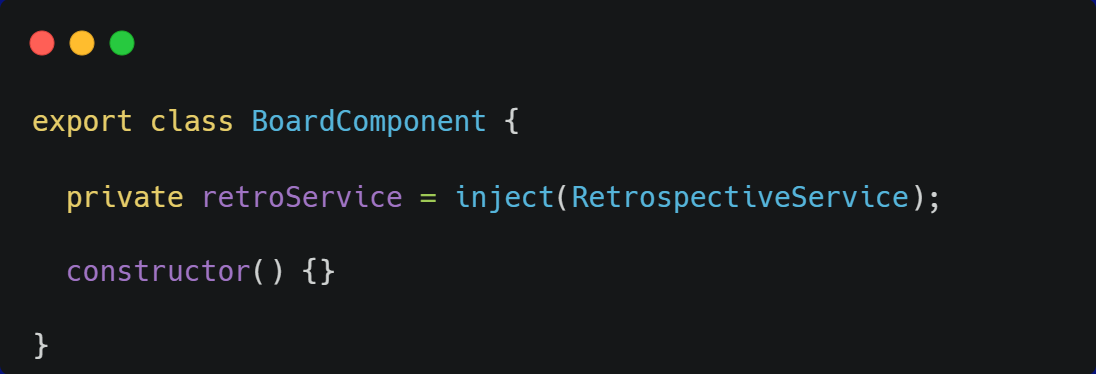 export class BoardComponent {
private retroService = inject(RetrospectiveService);
constructor() {}
}